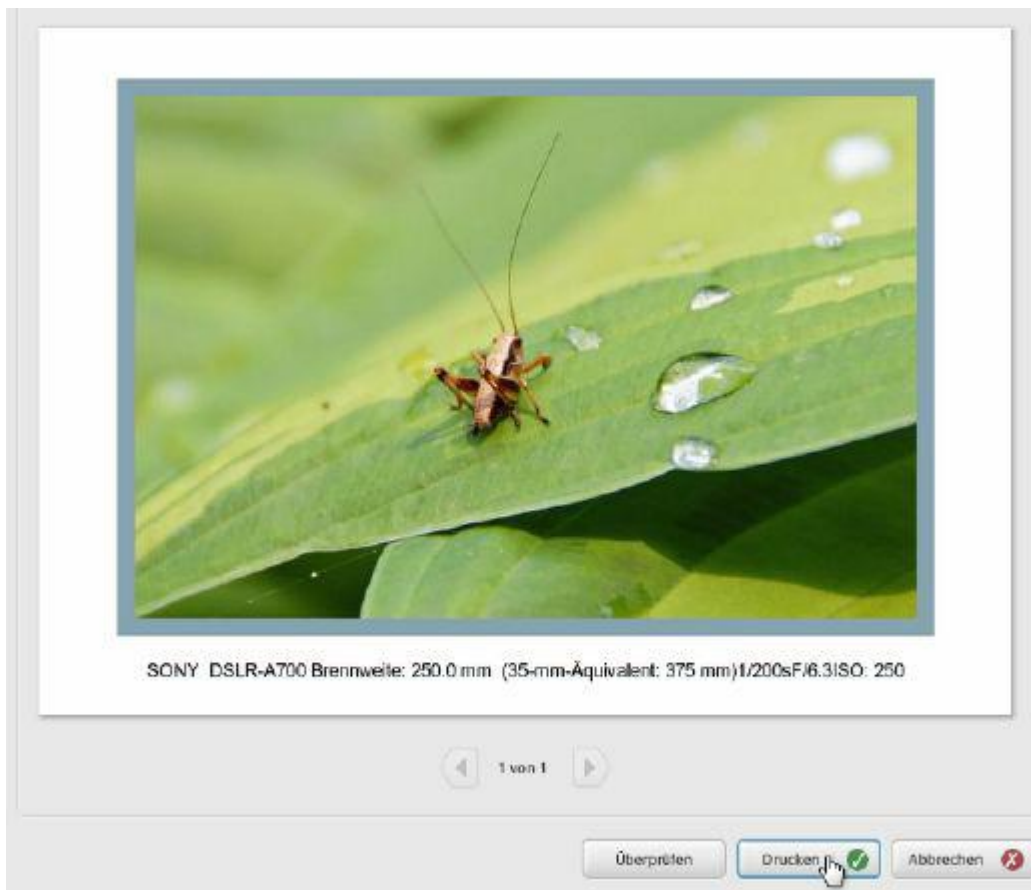 SONY DSLR-A700 Brennweite: 250.0 mm (35-mm-Äquivalent: 375 mm)1/200sF/6.3ISO: 250
1 von 1
Überprüfen Drucken Abbrechen